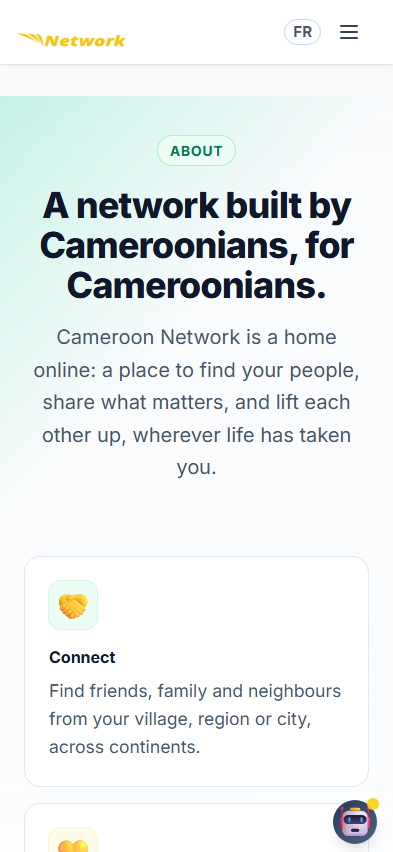 Network
FR
ABOUT
A network built by
Cameroonians, for
Cameroonians.
Cameroon Network is a home
online: a place to find your people,
share what matters, and lift each
other up, wherever life has taken
you.
Connect
Find friends, family and neighbours
from your village, region or city,
across continents.